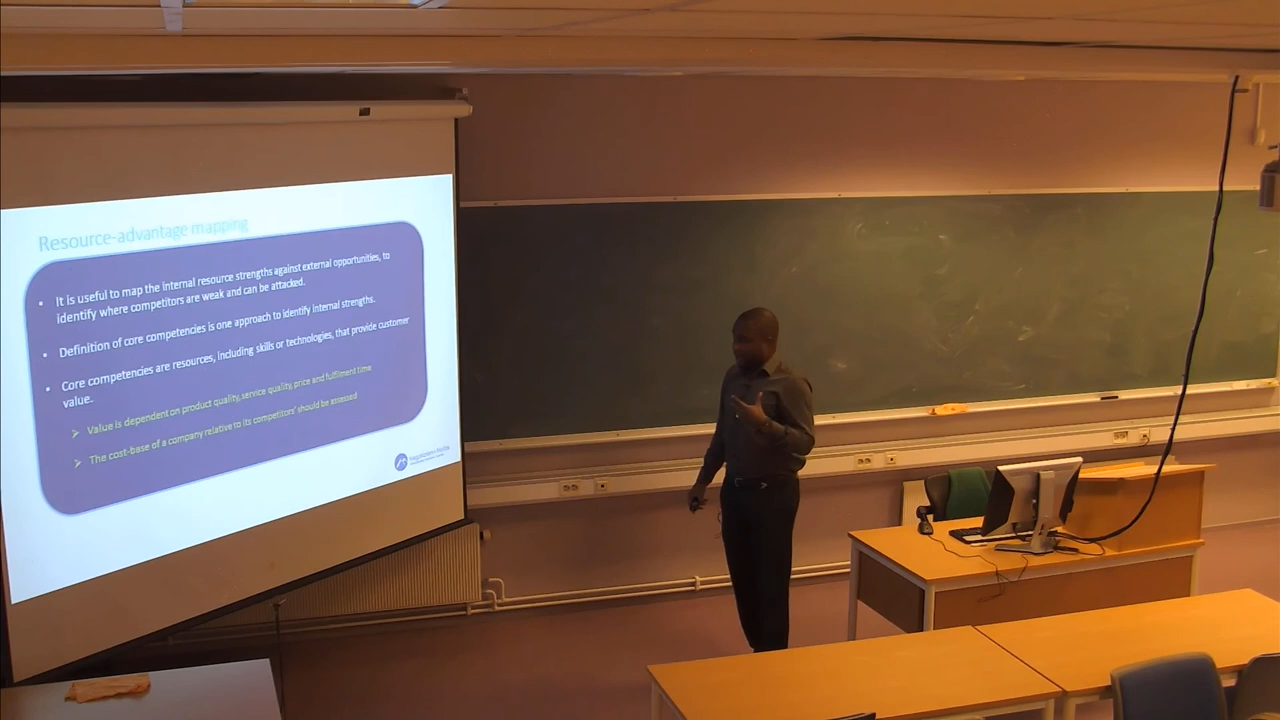 Resource-advantage mapping
• It is useful to map the internal resource strengths against external opportunities, to
identify where competitors are weak and can be attacked.
• Definition of core competencies is one approach to identify internal strengths.
• Core competencies are resources, including skills or technologies, that provide customer
value.
➢ Value is dependent on product quality, service quality, price and fulfilment time
➢ The cost-base of a company relative to its competitors' should be assessed